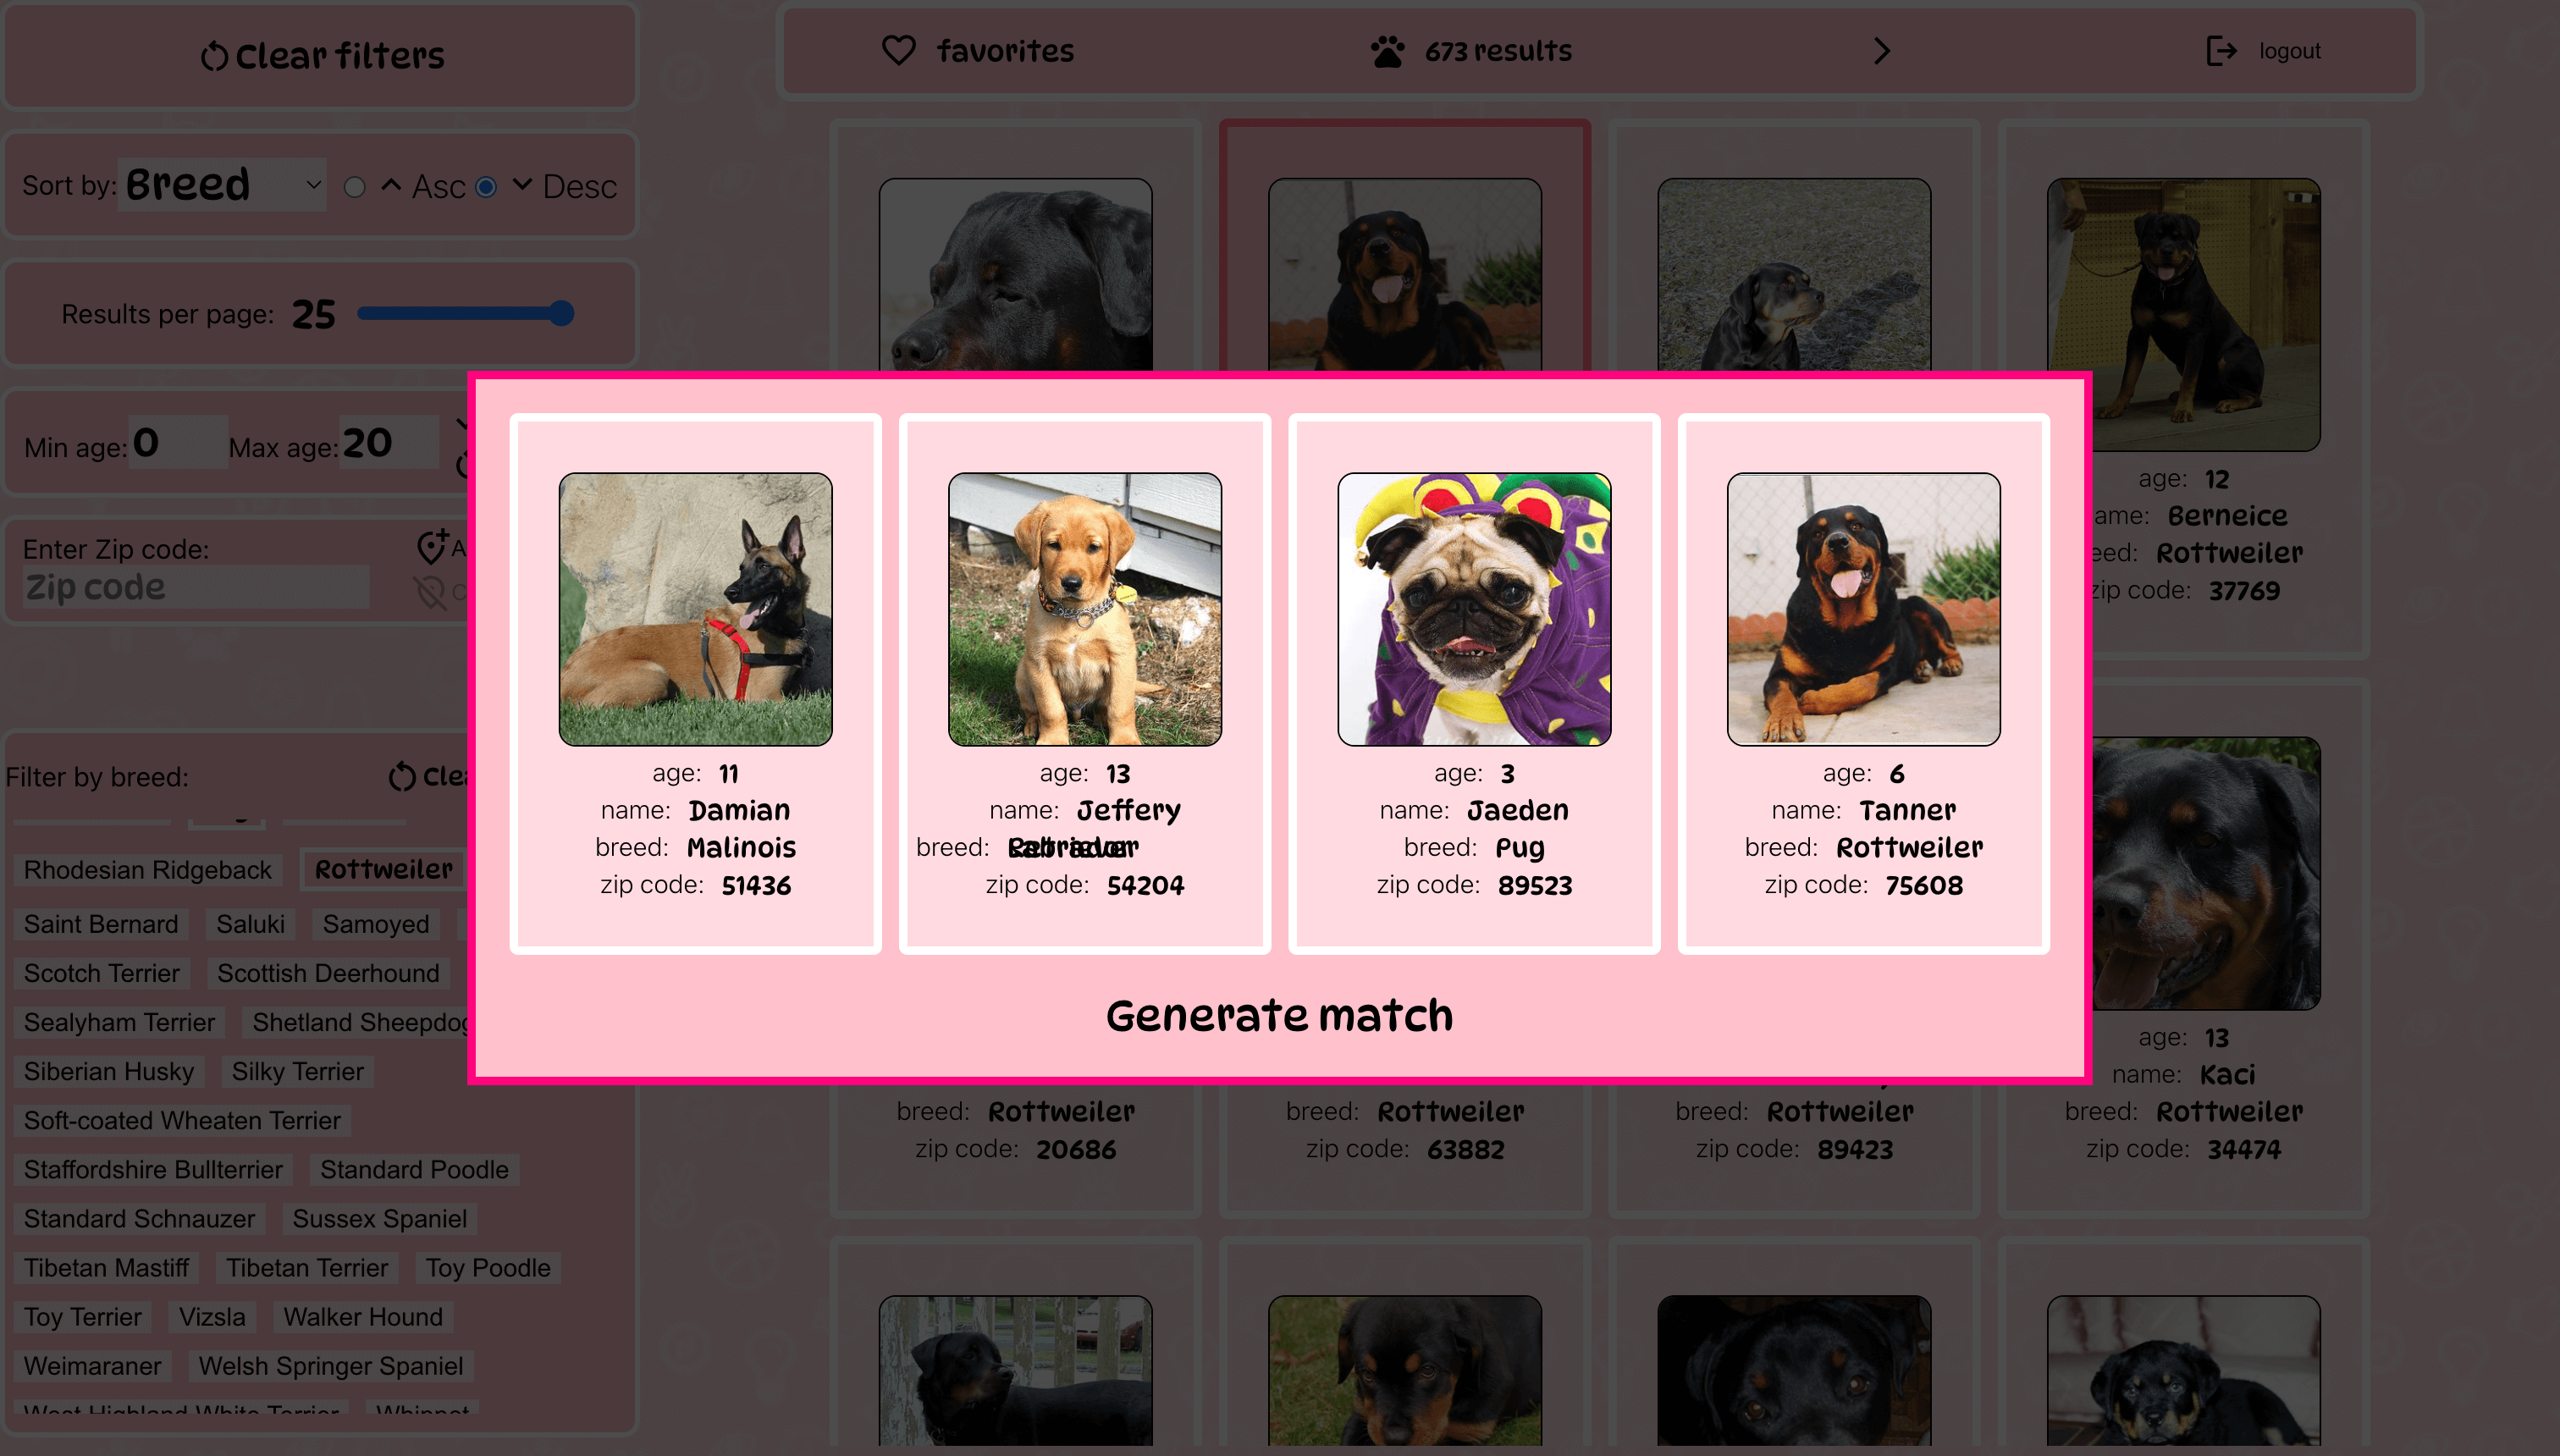 Clear filters
favorites
673 results
logout
Sort by: Breed
Asc
Desc
Results per page: 25
Min age: 0 Max age: 20
Enter Zip code:
Zip code
Filter by breed:
Rhodesian Ridgeback Rottweiler
Saint Bernard Saluki Samoyed
Scotch Terrier Scottish Deerhound
Sealyham Terrier Shetland Sheepdog
Siberian Husky Silky Terrier
Soft-coated Wheaten Terrier
Staffordshire Bullterrier Standard Poodle
Standard Schnauzer Sussex Spaniel
Tibetan Mastiff Tibetan Terrier Toy Poodle
Toy Terrier Vizsla Walker Hound
Weimaraner Welsh Springer Spaniel
West Highland White Terrier Whippet
age: 11
name: Damian
breed: Malinois
zip code: 51436
age: 13
name: Jeffery
breed:
zip code: 54204
age: 3
name: Jaeden
breed: Pug
zip code: 89523
age: 6
name: Tanner
breed: Rottweiler
zip code: 75608
Generate match
age: 12
Berneice
Rottweiler
zip code: 37769
breed: Rottweiler
zip code: 20686
breed: Rottweiler
zip code: 63882
breed: Rottweiler
zip code: 89423
age: 13
name: Kaci
breed: Rottweiler
zip code: 34474